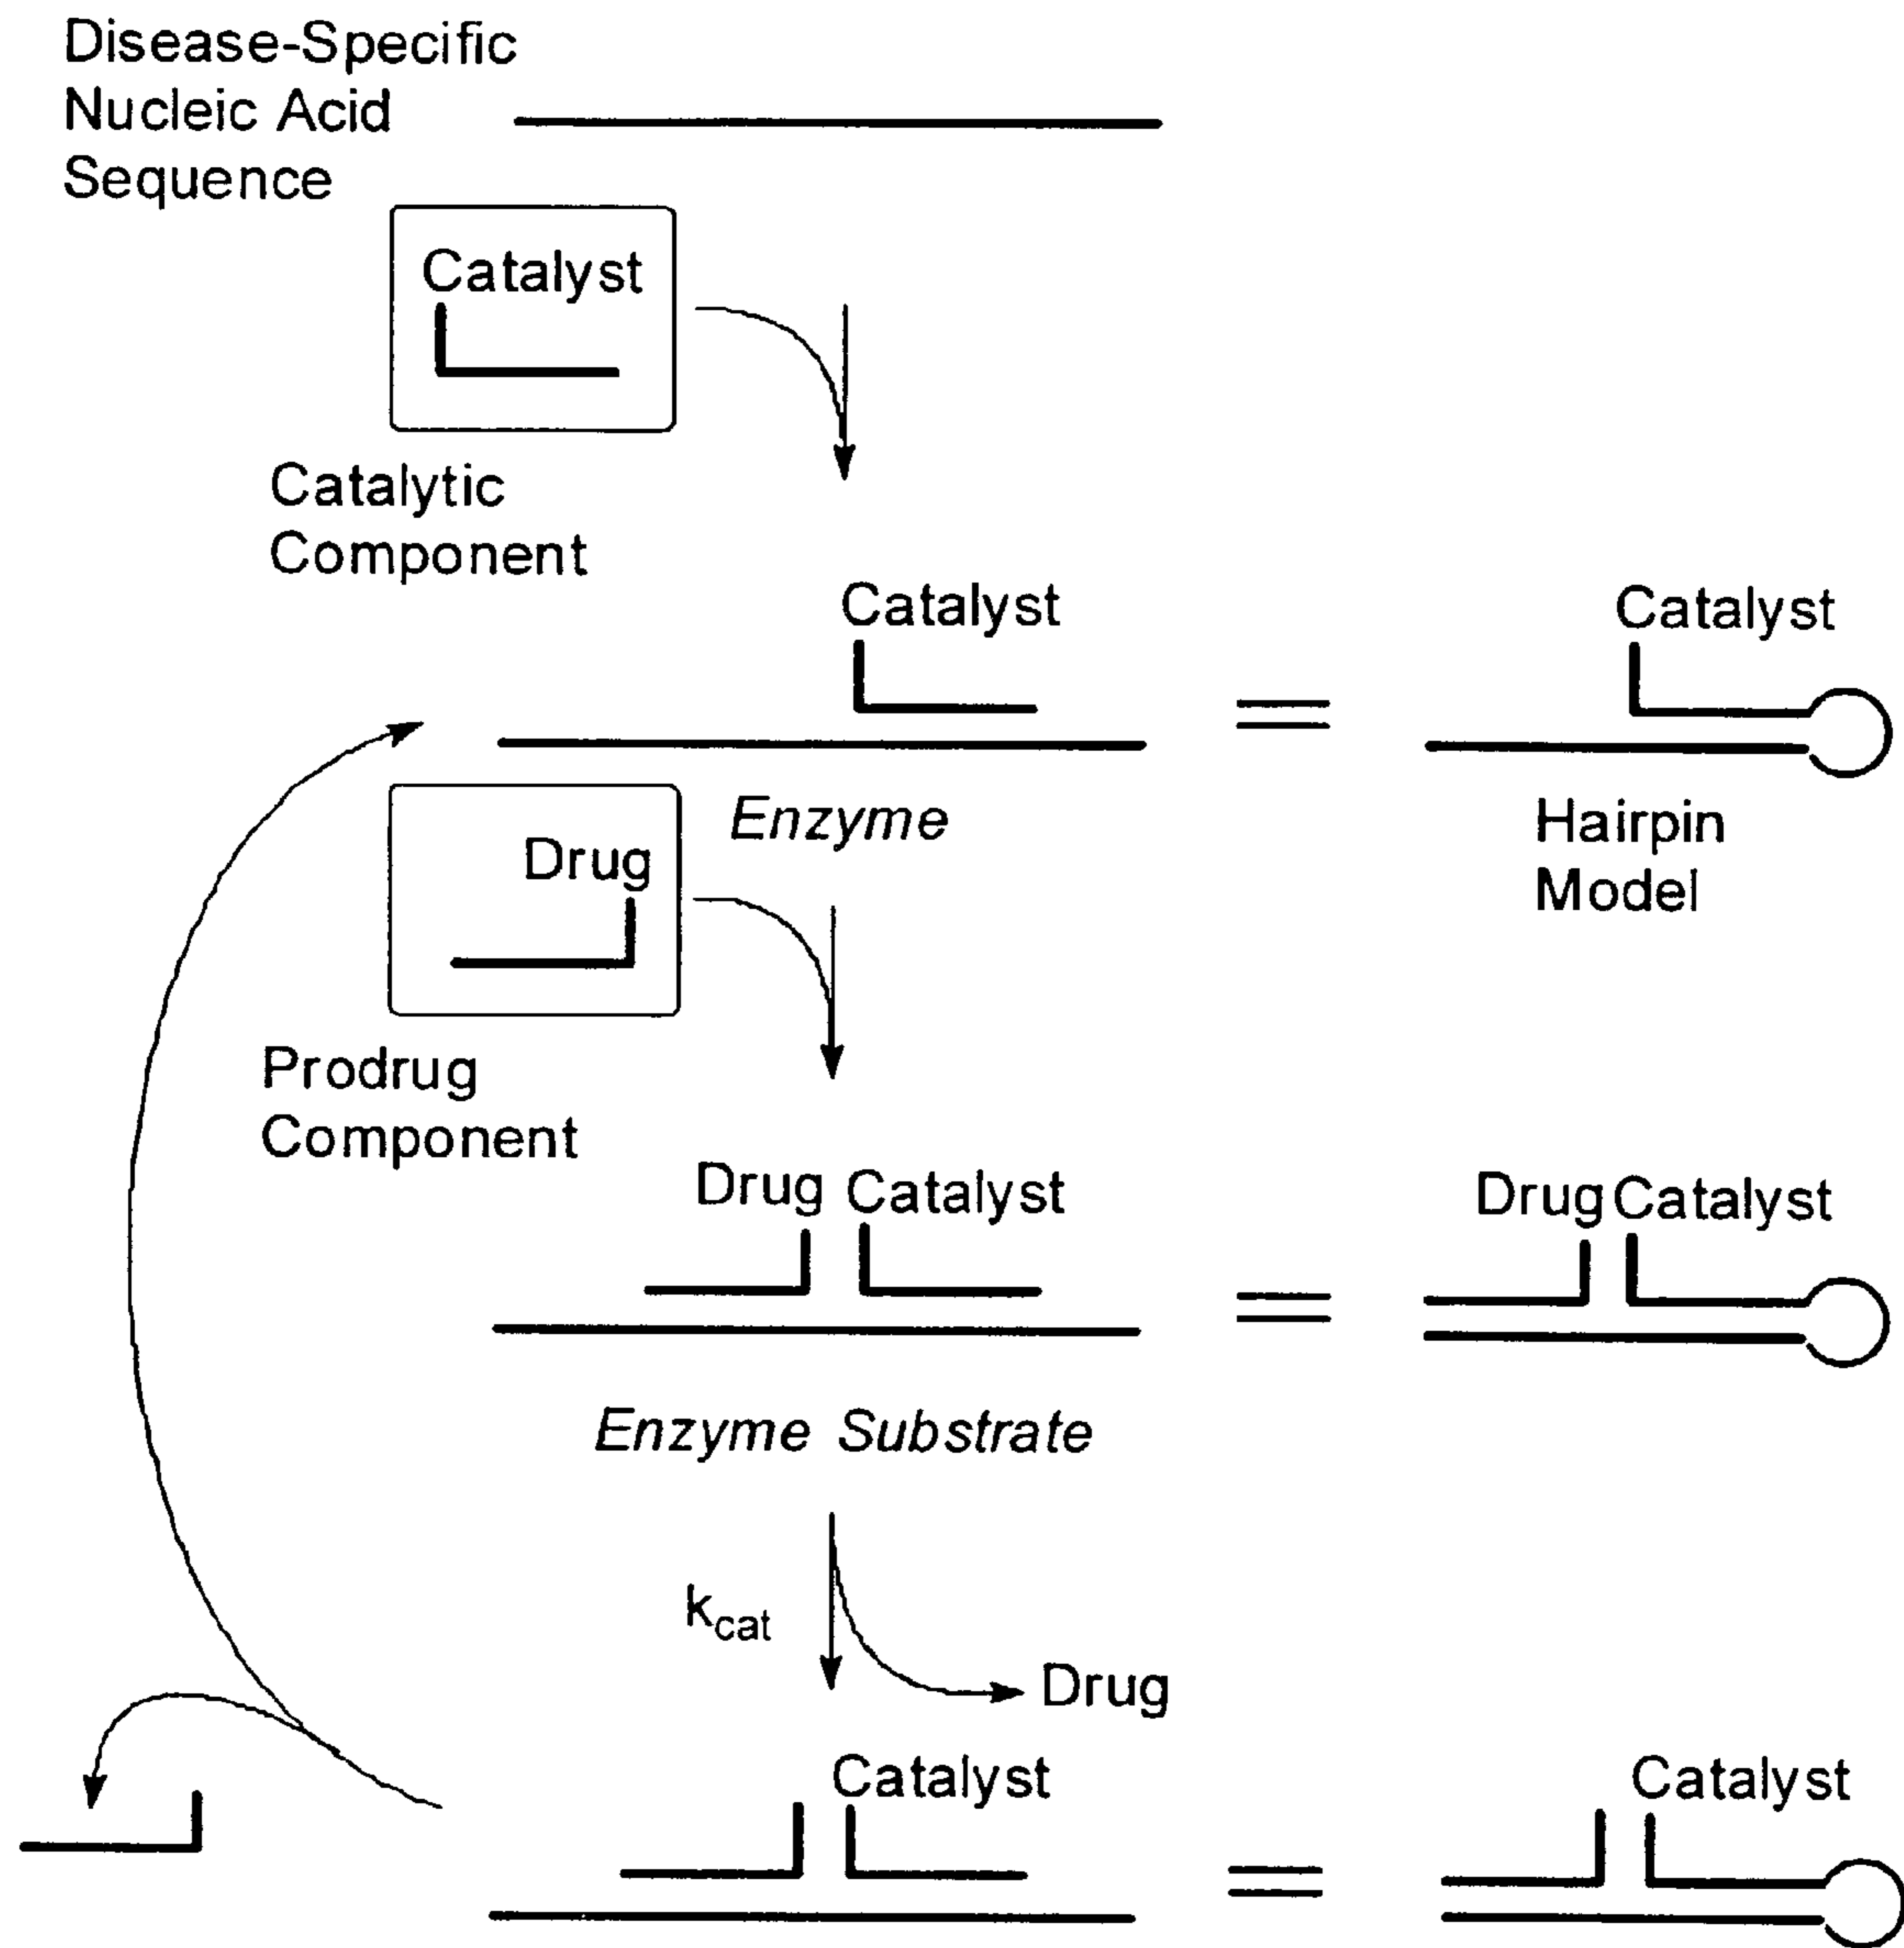 Disease-Specific
Nucleic Acid
Sequence
Catalyst
Catalytic
Component
Catalyst
Catalyst
Enzyme
Hairpin
Model
Drug
Prodrug
Component
Drug Catalyst
Drug Catalyst
Enzyme Substrate
kcat
Drug
Catalyst
Catalyst